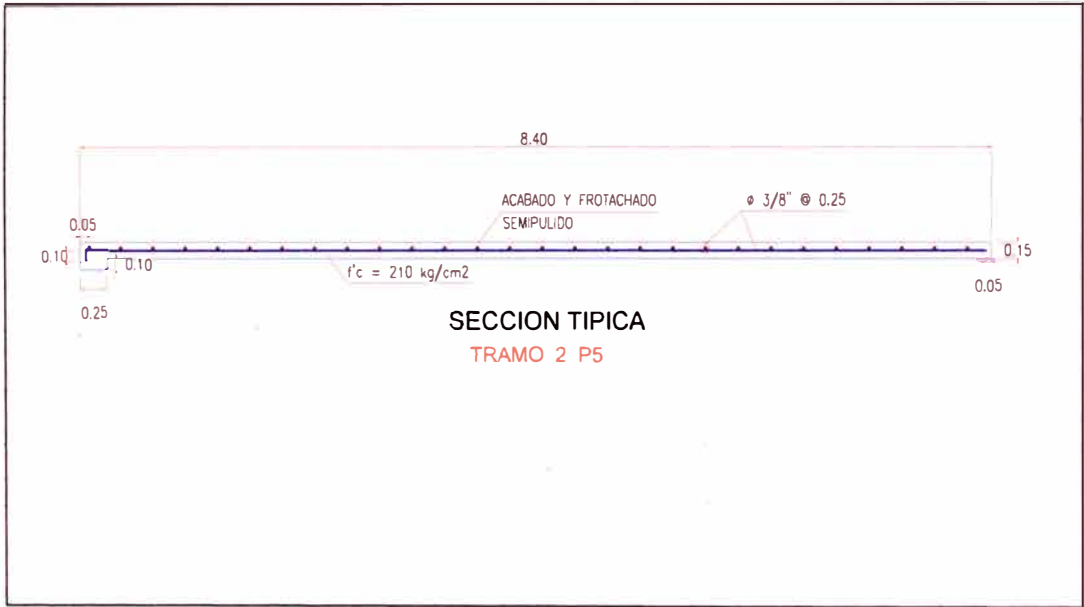 8.40
ACABADO Y FROTACHADO
SEMIPULIDO
ø 3/8" @ 0.25
0.05
0.10
0.10
0.15
f'c = 210 kg/cm2
0.05
0.25
SECCION TIPICA
TRAMO 2 P5